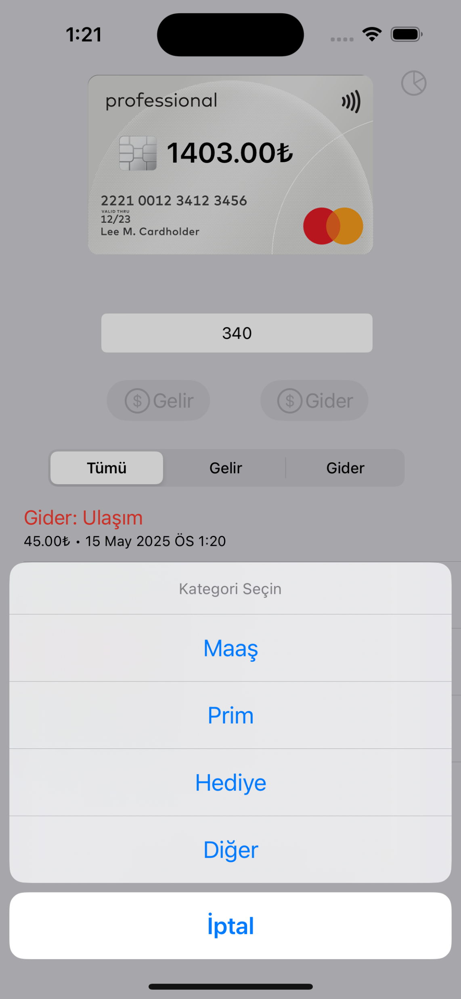 1:21
professional
1403.00₺
2221 0012 3412 3456
VALID THRU
12/23
Lee M. Cardholder
340
$ Gelir
$ Gider
Tümü
Gelir
Gider
Gider: Ulaşım
45.00₺ • 15 May 2025 ÖS 1:20
Kategori Seçin
Maaş
Prim
Hediye
Diğer
İptal